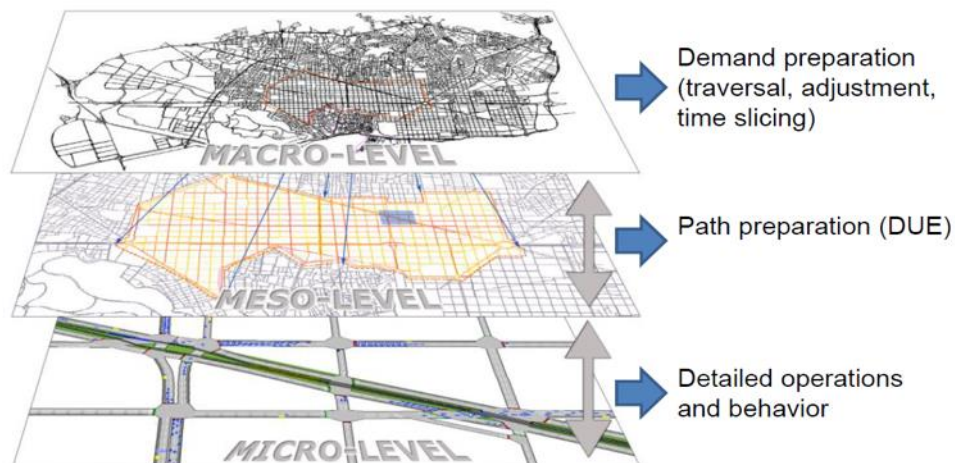 Demand preparation
(traversal, adjustment,
time slicing)
MACRO-LEVEL
Path preparation (DUE)
MESO-LEVEL
Detailed operations
and behavior
MICRO-LEVEL